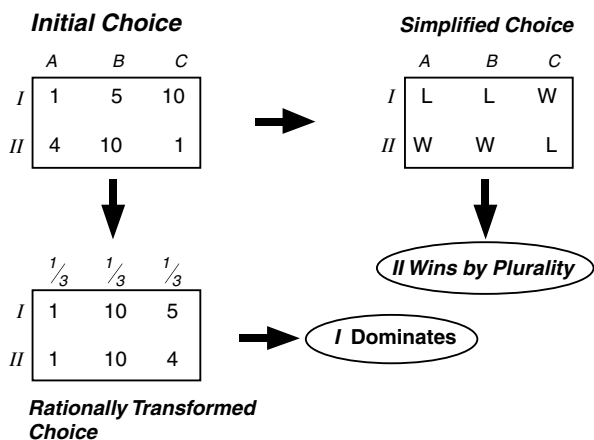 Initial Choice
A B C
I 1 5 10
II 4 10 1
Simplified Choice
A B C
I L L W
II W W L
II Wins by Plurality
1/3 1/3 1/3
I 1 10 5
II 1 10 4
I Dominates
Rationally Transformed
Choice